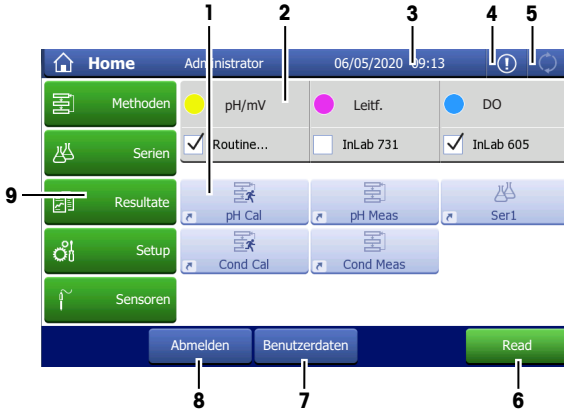 1 2 3 4 5
Home Administrator 06/05/2020 09:13
Methoden pH/mV Leitf. DO
Serien Routine... InLab 731 InLab 605
9 Resultate pH Cal pH Meas Ser1
Setup Cond Cal Cond Meas
Sensoren
Abmelden Benutzerdaten Read
8 7 6